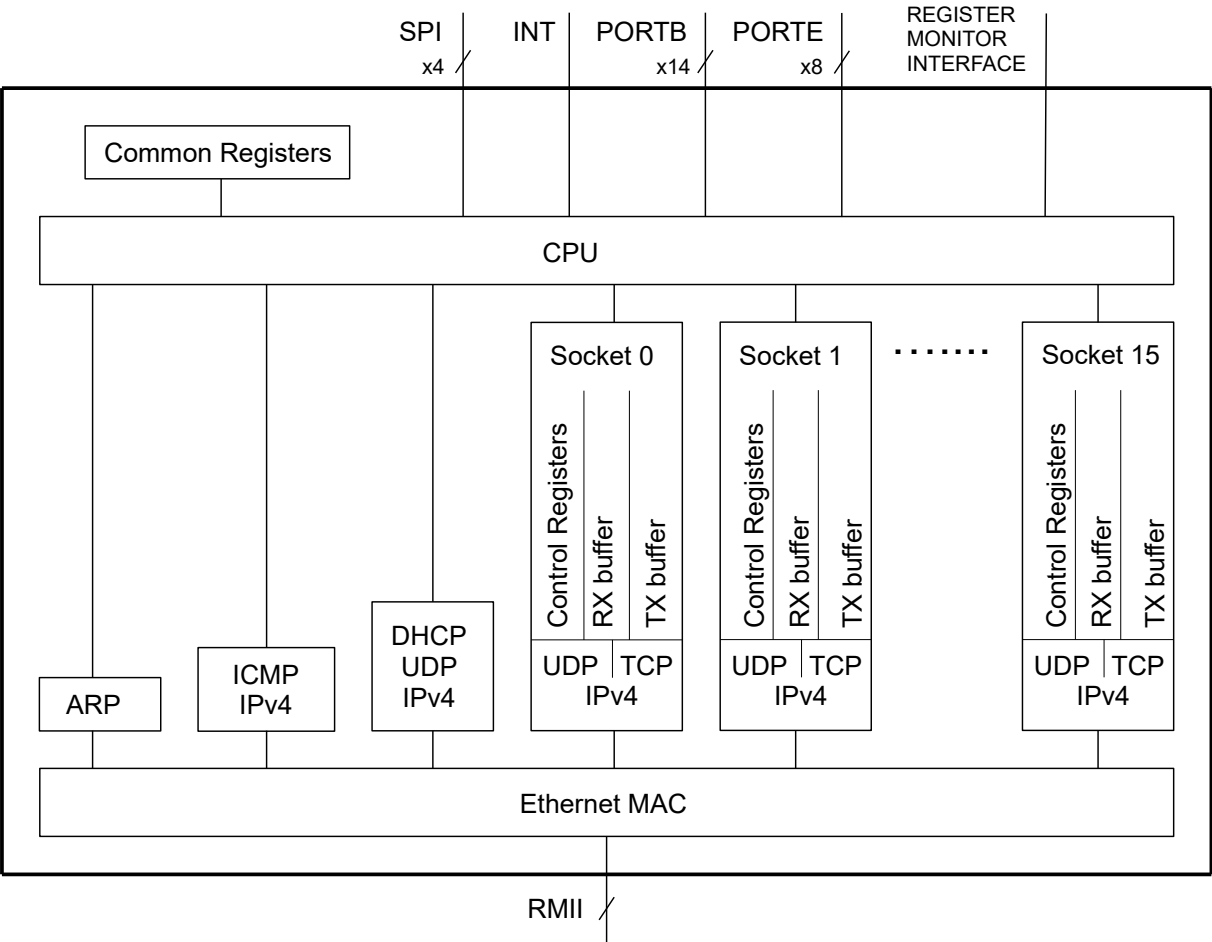 SPI
x4
INT
PORTB
x14
PORTE
x8
REGISTER
MONITOR
INTERFACE
Common Registers
CPU
Socket 0
Control Registers
RX buffer
TX buffer
UDP
TCP
IPv4
Socket 1
Control Registers
RX buffer
TX buffer
UDP
TCP
IPv4
.......
Socket 15
Control Registers
RX buffer
TX buffer
UDP
TCP
IPv4
DHCP
UDP
IPv4
ICMP
IPv4
ARP
Ethernet MAC
RMII